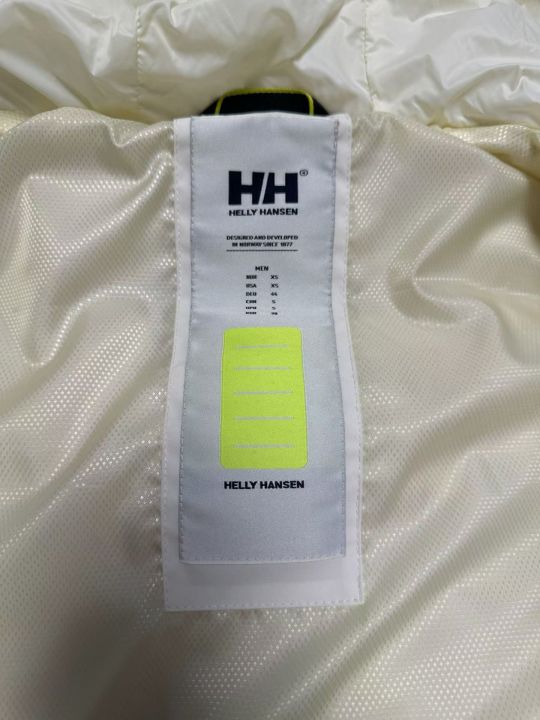 HH®
HELLY HANSEN
DESIGNED AND DEVELOPED
IN NORWAY SINCE 1877
MEN
NOR XS
USA XS
DEU 44
CHN S
JPN S
HELLY HANSEN